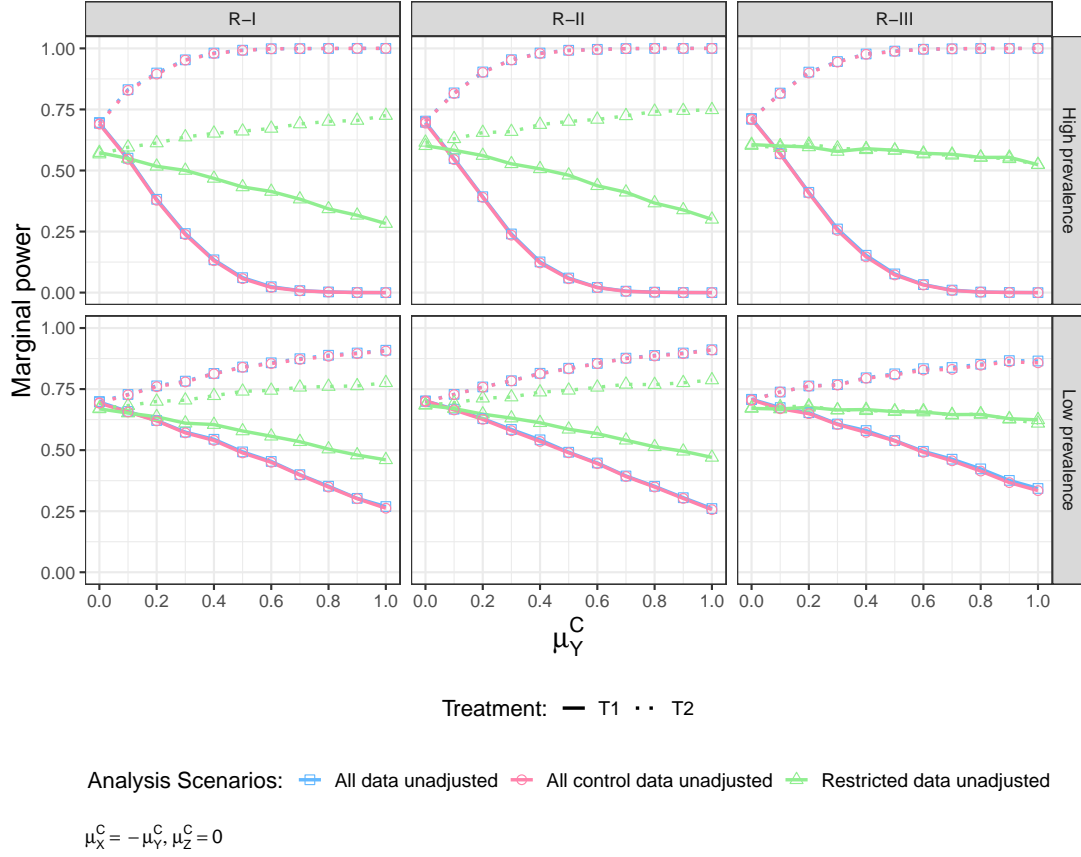 R−I R−II R−III
1.00
0.75
0.50
0.25
0.00
High prevalence
Marginal power
1.00
0.75
0.50
0.25
0.00
Low prevalence
0.0 0.2 0.4 0.6 0.8 1.0 0.0 0.2 0.4 0.6 0.8 1.0 0.0 0.2 0.4 0.6 0.8 1.0
μ_Y^C
Treatment: T1 T2
Analysis Scenarios: All data unadjusted All control data unadjusted Restricted data unadjusted
μ_X^C = −μ_Y^C, μ_Z^C = 0